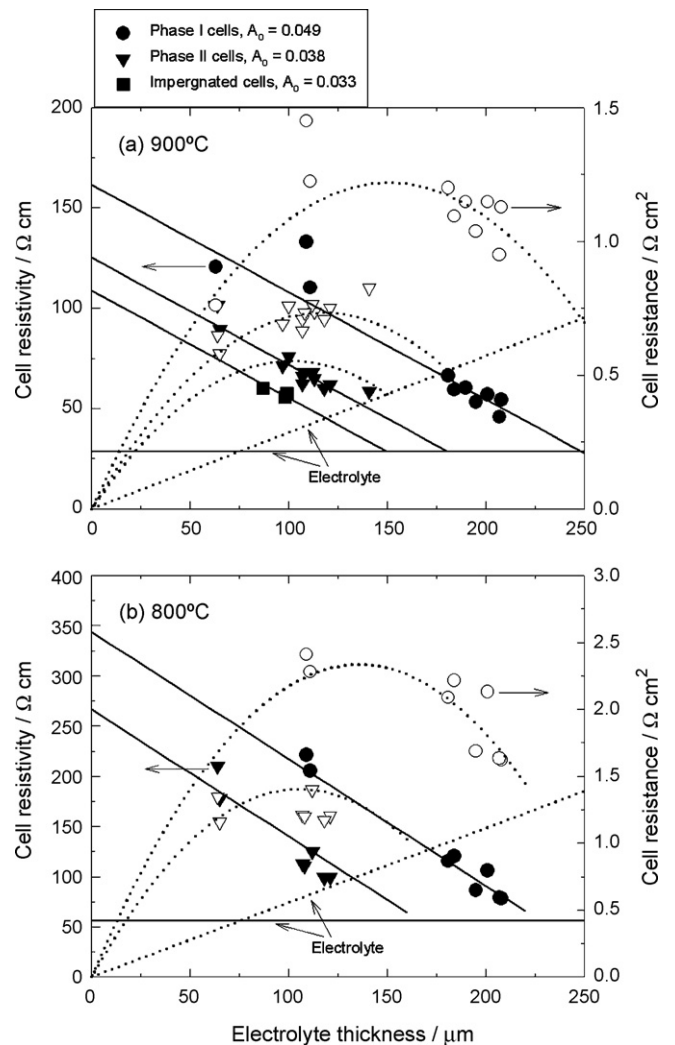 Phase I cells, A₀ = 0.049
Phase II cells, A₀ = 0.038
Impergnated cells, A₀ = 0.033
200
150
100
50
0
Cell resistivity / Ω cm
(a) 900ºC
Electrolyte
1.5
1.0
0.5
0.0
Cell resistance / Ω cm²
0 50 100 150 200 250
400
350
300
250
200
150
100
50
0
Cell resistivity / Ω cm
(b) 800ºC
Electrolyte
3.0
2.5
2.0
1.5
1.0
0.5
0.0
Cell resistance / Ω cm²
0 50 100 150 200 250
Electrolyte thickness / μm